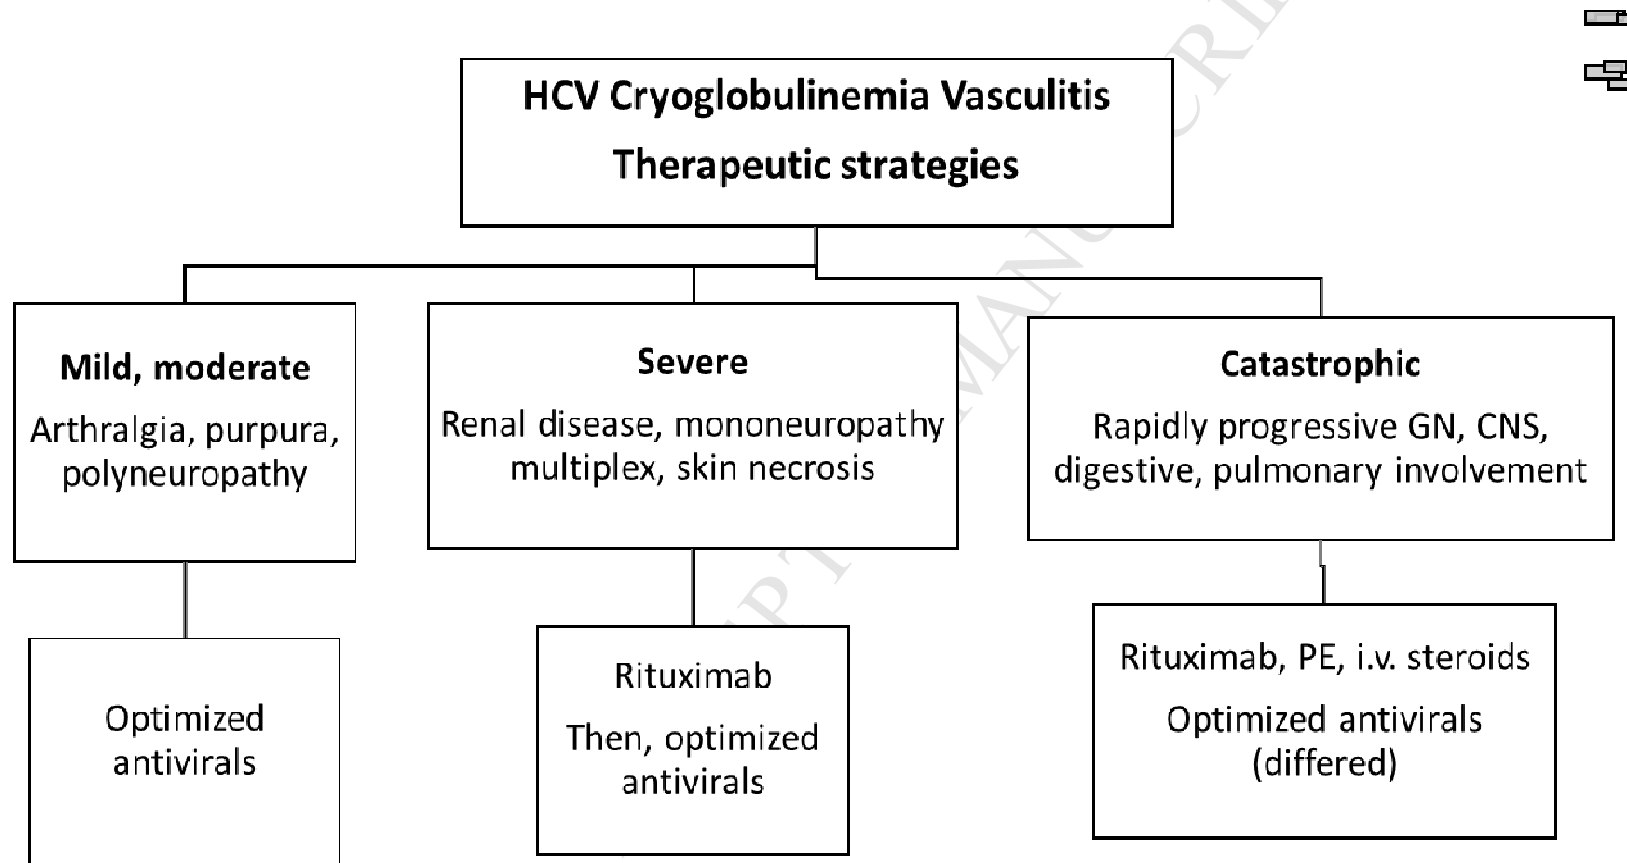 HCV Cryoglobulinemia Vasculitis
Therapeutic strategies
Mild, moderate
Arthralgia, purpura,
polyneuropathy
Severe
Renal disease, mononeuropathy
multiplex, skin necrosis
Catastrophic
Rapidly progressive GN, CNS,
digestive, pulmonary involvement
Optimized
antivirals
Rituximab
Then, optimized
antivirals
Rituximab, PE, i.v. steroids
Optimized antivirals
(differed)